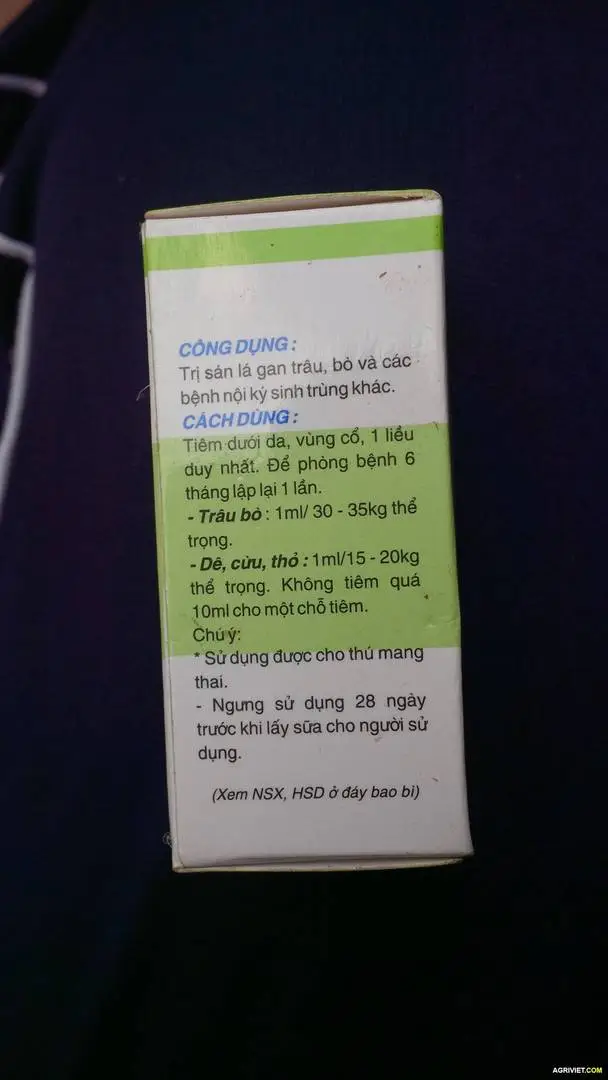 CÔNG DỤNG :
Trị sán lá gan trâu, bò và các
bệnh nội ký sinh trùng khác.
CÁCH DÙNG :
Tiêm dưới da, vùng cổ, 1 liều
duy nhất. Để phòng bệnh 6
tháng lập lại 1 lần.
- Trâu bò : 1ml/ 30 - 35kg thể
trọng.
- Dê, cừu, thỏ : 1ml/15 - 20kg
thể trọng. Không tiêm quá
10ml cho một chỗ tiêm.
Chú ý:
* Sử dụng được cho thú mang
thai.
- Ngưng sử dụng 28 ngày
trước khi lấy sữa cho người sử
dụng.
(Xem NSX, HSD ở đáy bao bì)
AGRIVIET.COM